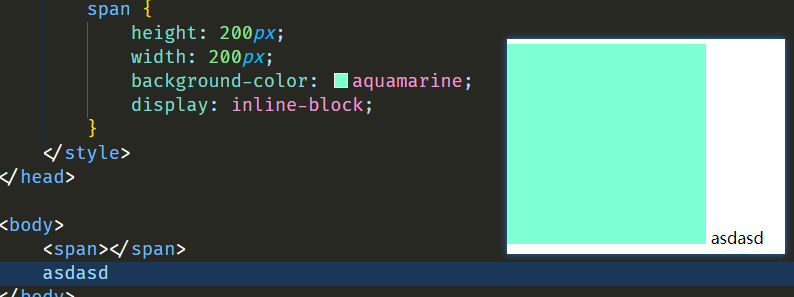 span {
height: 200px;
width: 200px;
background-color: aquamarine;
display: inline-block;
}
</style>
</head>
<body>
<span></span>
asdasd
</body>
asdasd